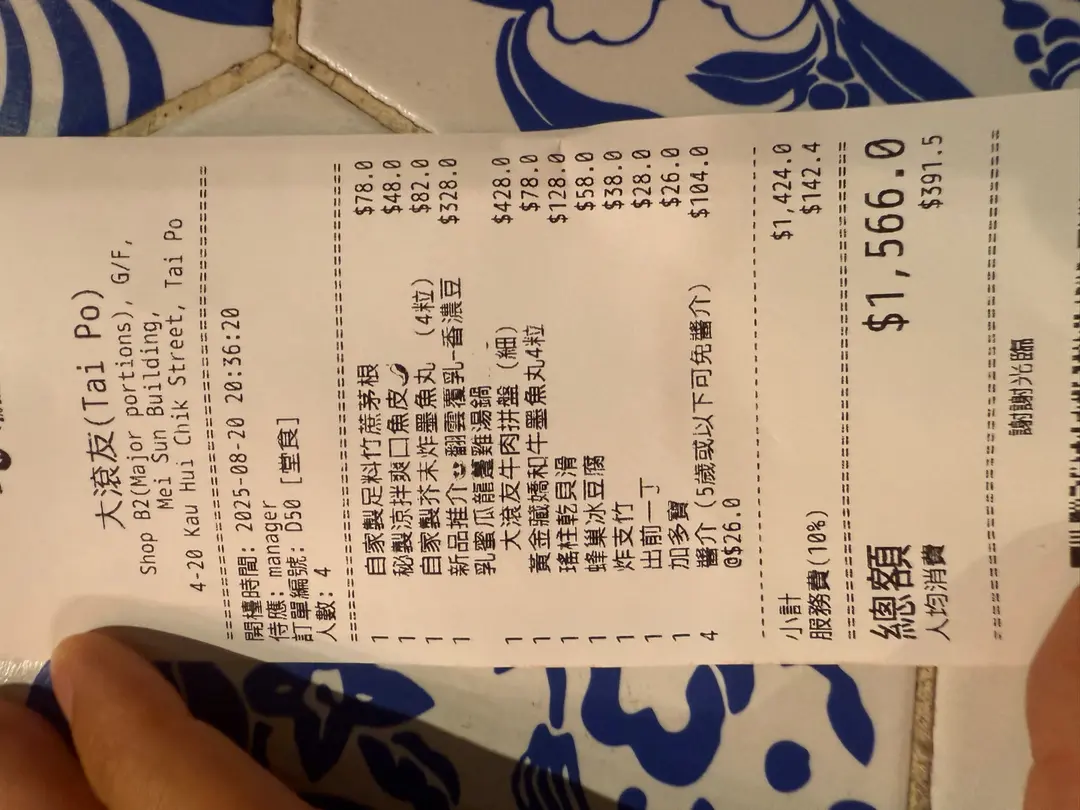 大滾友(Tai Po)
Shop B2(Major portions), G/F,
Mei Sun Building,
4-20 Kau Hui Chik Street, Tai Po
開檯時間: 2025-08-20 20:36:20
侍應: manager
訂單編號: D50 [堂食]
人數: 4
1 自家製足料竹蔗茅根 $78.0
1 秘製涼拌爽口魚皮🌶 $48.0
1 自家製芥末炸墨魚丸 (4粒) $82.0
1 新品推介😍翻雲覆乳-香濃豆乳蜜瓜龍躉雞湯鍋 $328.0
1 大滾友牛肉拼盤 (細) $428.0
1 黃金藏嬌和牛墨魚丸4粒 $78.0
1 瑤柱乾貝滑 $128.0
1 蜂巢冰豆腐 $58.0
1 炸支竹 $38.0
1 出前一丁 $28.0
1 加多寶 $26.0
4 醬介 (5歲或以下可免醬介) $104.0
@$26.0
小計 $1,424.0
服務費(10%) $142.4
總額 $1,566.0
人均消費 $391.5
謝謝光臨